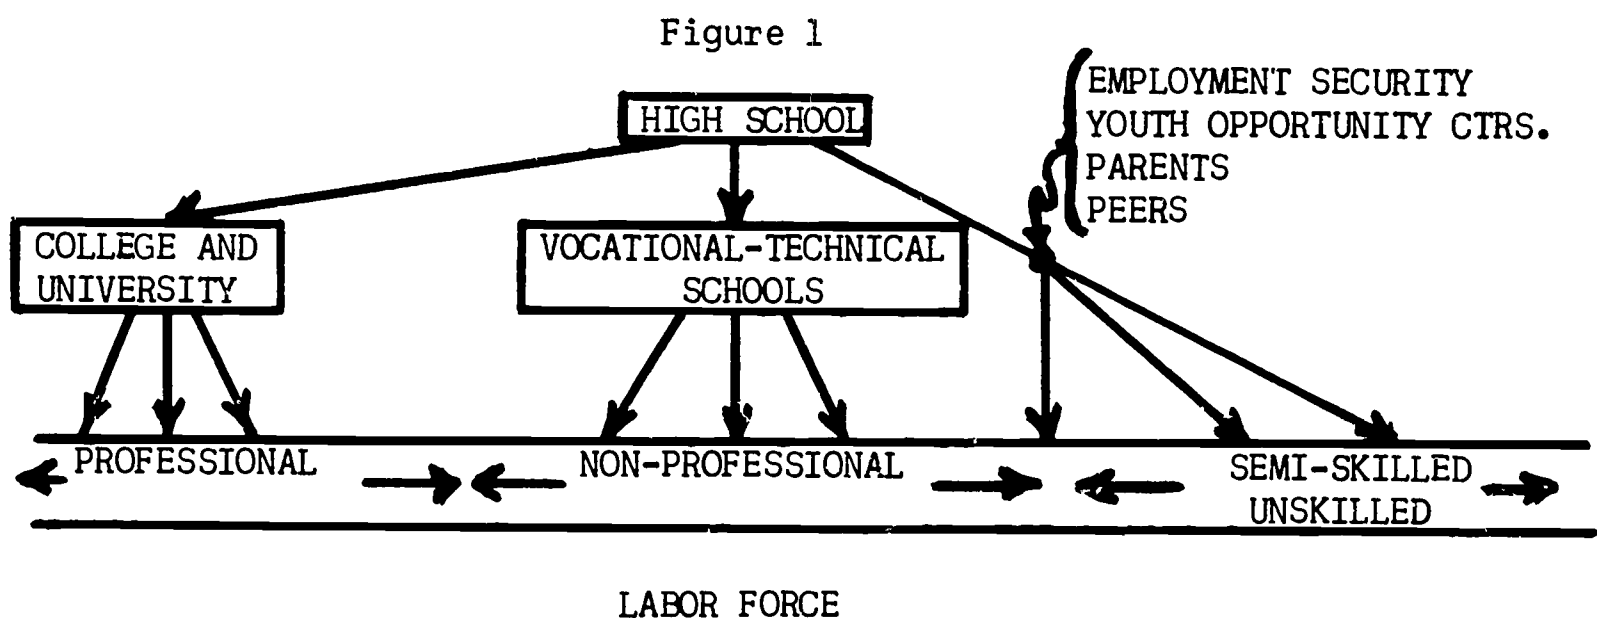 Figure 1
HIGH SCHOOL
EMPLOYMENT SECURITY
YOUTH OPPORTUNITY CTRS.
PARENTS
PEERS
COLLEGE AND
UNIVERSITY
VOCATIONAL-TECHNICAL
SCHOOLS
PROFESSIONAL
NON-PROFESSIONAL
SEMI-SKILLED
UNSKILLED
LABOR FORCE